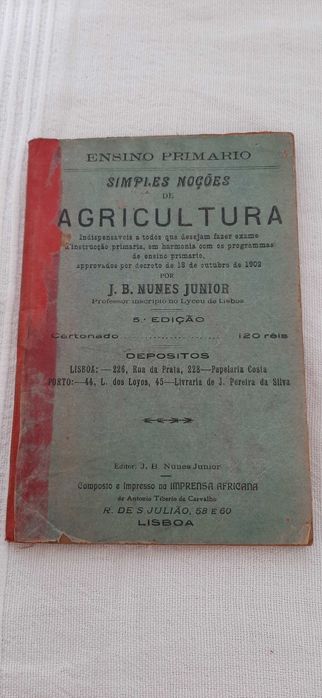 ENSINO PRIMARIO
SIMPLES NOÇÕES
DE
AGRICULTURA
Indispensaveis a todos que desejam fazer exame
d'instrucção primaria, em harmonia com os programmas
de ensino primario,
approvados por decreto de 18 de outubro de 1902
POR
J. B. NUNES JUNIOR
Professor inscripto no Lyceu de Lisboa
5.ª EDIÇÃO
Cartonado ...................... 120 réis
DEPOSITOS
LISBOA: — 226, Rua da Prata, 228 — Papelaria Costa
PORTO: — 44, L. dos Loyos, 45 — Livraria de J. Pereira da Silva
Editor: J. B. Nunes Junior
Composto e Impresso na IMPRENSA AFRICANA
de Antonio Tiberio de Carvalho
R. DE S. JULIÃO, 58 E 60
LISBOA